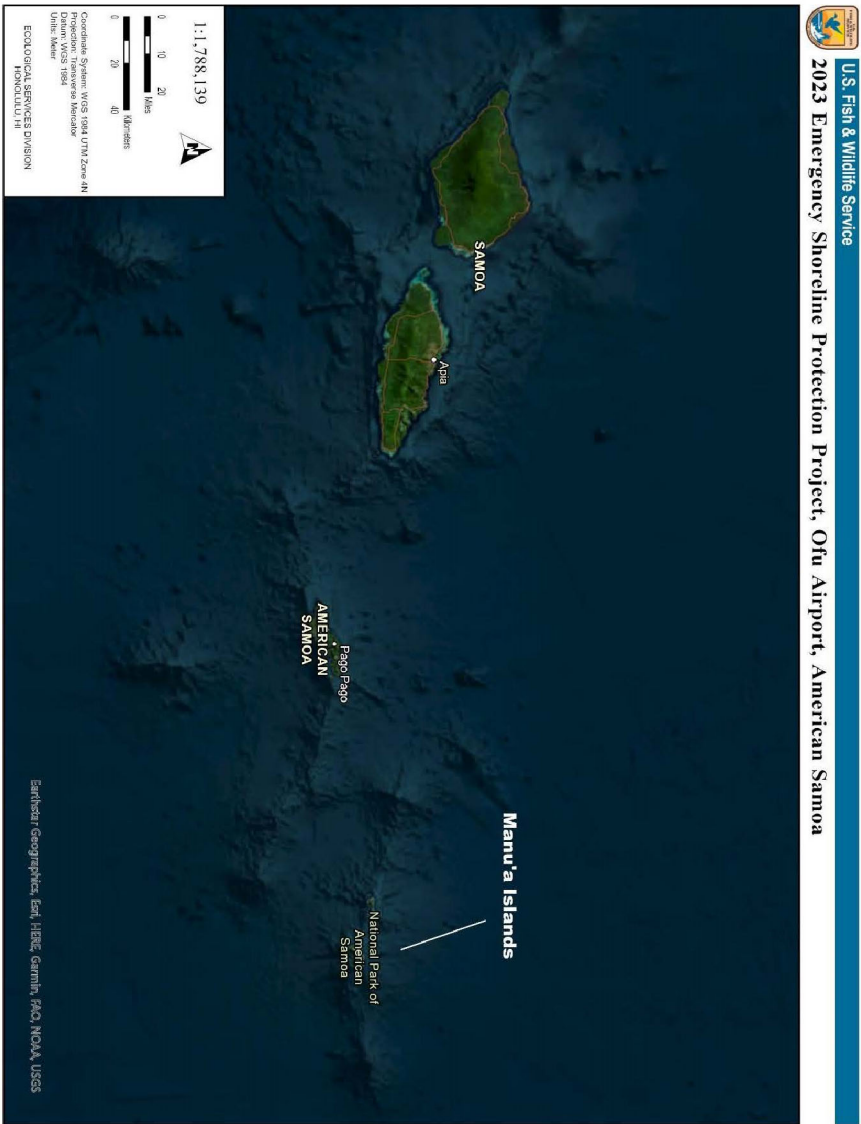 U.S. Fish & Wildlife Service
2023 Emergency Shoreline Protection Project, Ofu Airport, American Samoa
SAMOA
Apia
Pago Pago
AMERICAN
SAMOA
Manu'a Islands
National Park of
American
Samoa
1:1,788,139
N
0 10 20
Miles
0 20 40
Kilometers
Coordinate System: WGS 1984 UTM Zone 4N
Projection: Transverse Mercator
Datum: WGS 1984
Units: Meter
ECOLOGICAL SERVICES DIVISION
HONOLULU, HI
Earthstar Geographics, Esri, HERE, Garmin, FAO, NOAA, USGS